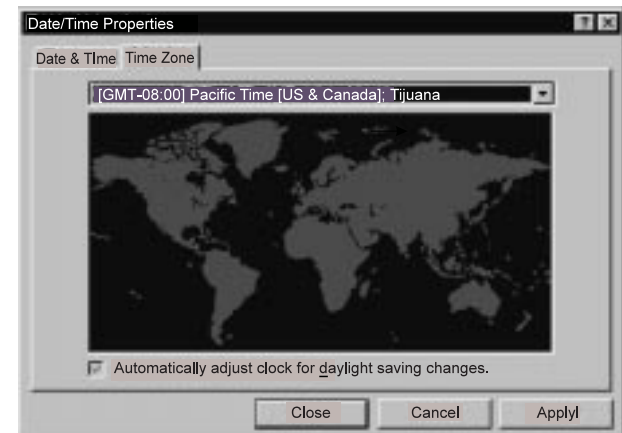 Date/Time Properties
Date & TIme Time Zone
[GMT-08:00] Pacific Time [US & Canada]; Tijuana
Automatically adjust clock for daylight saving changes.
Close Cancel Applyl